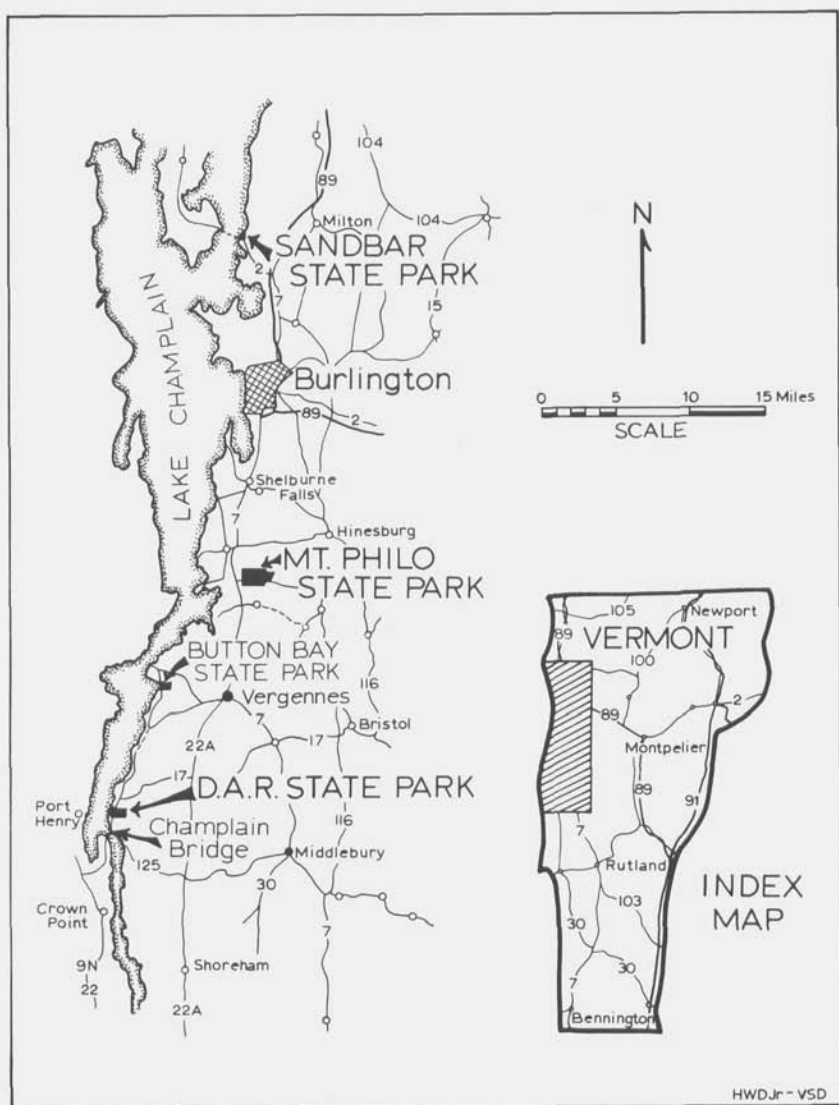 104
89
Milton
104
N
SANDBAR
STATE PARK
2
7
15
LAKE CHAMPLAIN
Burlington
0 5 10 15 Miles
SCALE
89
2
Shelburne
Falls
7
Hinesburg
MT. PHILO
STATE PARK
BUTTON BAY
STATE PARK
Vergennes
116
7
Bristol
22A
17
17
D.A.R. STATE PARK
Port
Henry
Champlain
Bridge
116
125
Middlebury
30
Crown
Point
7
9N
22
Shoreham
22A
105
Newport
89
VERMONT
100
2
89
Montpelier
89
91
7
Rutland
INDEX
MAP
103
30
30
7
Bennington
HWDJr-VSD